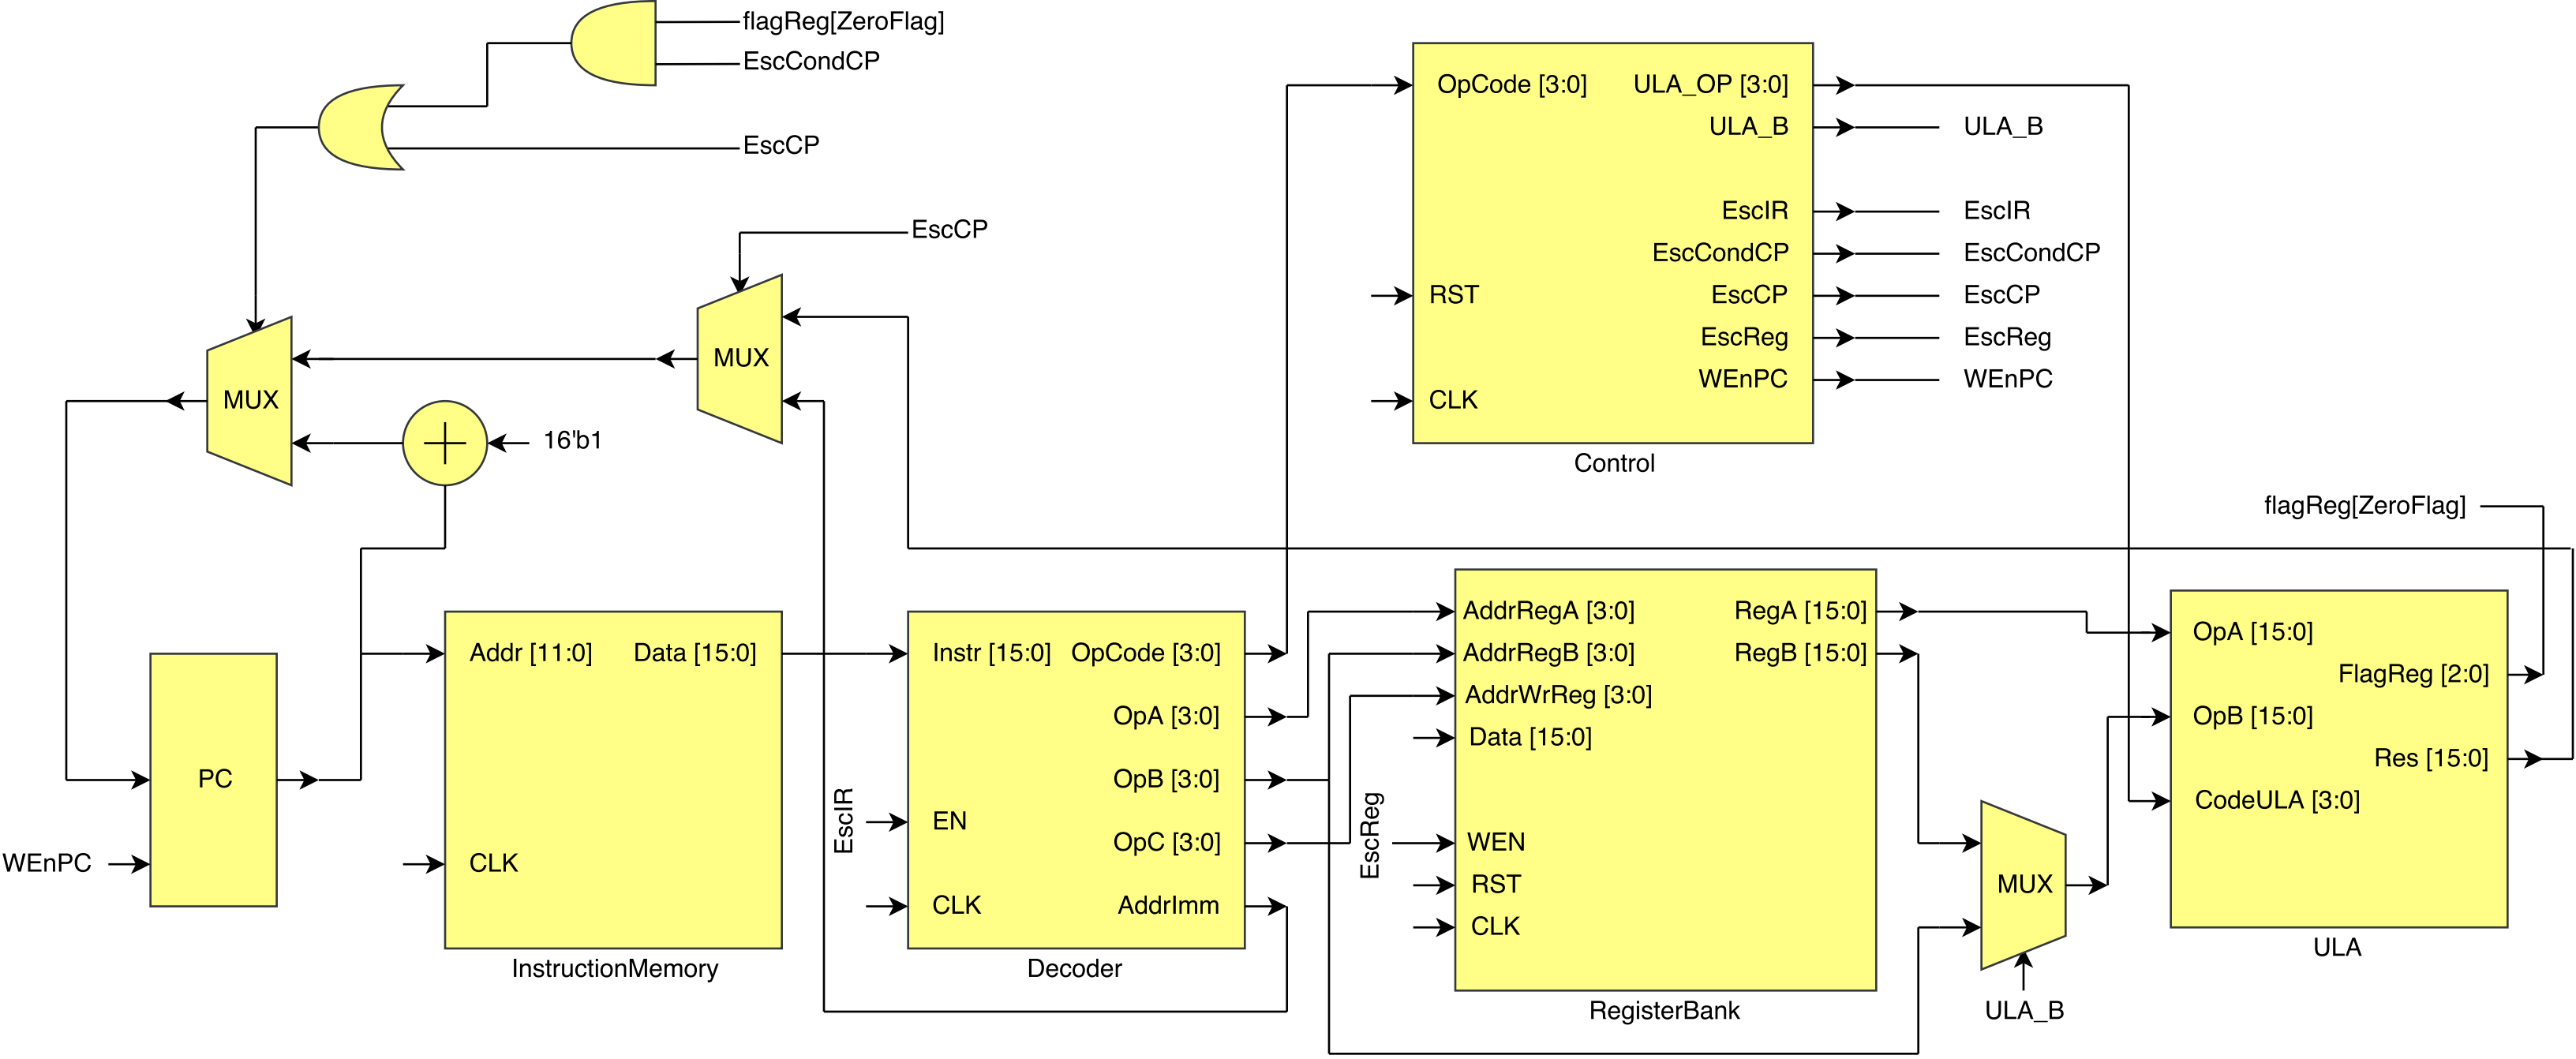 flagReg[ZeroFlag]
EscCondCP
EscCP
EscCP
MUX
MUX
16'b1
OpCode [3:0]
ULA_OP [3:0]
ULA_B
ULA_B
EscIR
EscIR
EscCondCP
EscCondCP
RST
EscCP
EscCP
EscReg
EscReg
WEnPC
WEnPC
CLK
Control
flagReg[ZeroFlag]
PC
WEnPC
Addr [11:0]
Data [15:0]
CLK
InstructionMemory
EscIR
Instr [15:0]
OpCode [3:0]
OpA [3:0]
OpB [3:0]
EN
OpC [3:0]
CLK
AddrImm
Decoder
EscReg
AddrRegA [3:0]
RegA [15:0]
AddrRegB [3:0]
RegB [15:0]
AddrWrReg [3:0]
Data [15:0]
WEN
RST
CLK
RegisterBank
MUX
ULA_B
OpA [15:0]
FlagReg [2:0]
OpB [15:0]
Res [15:0]
CodeULA [3:0]
ULA